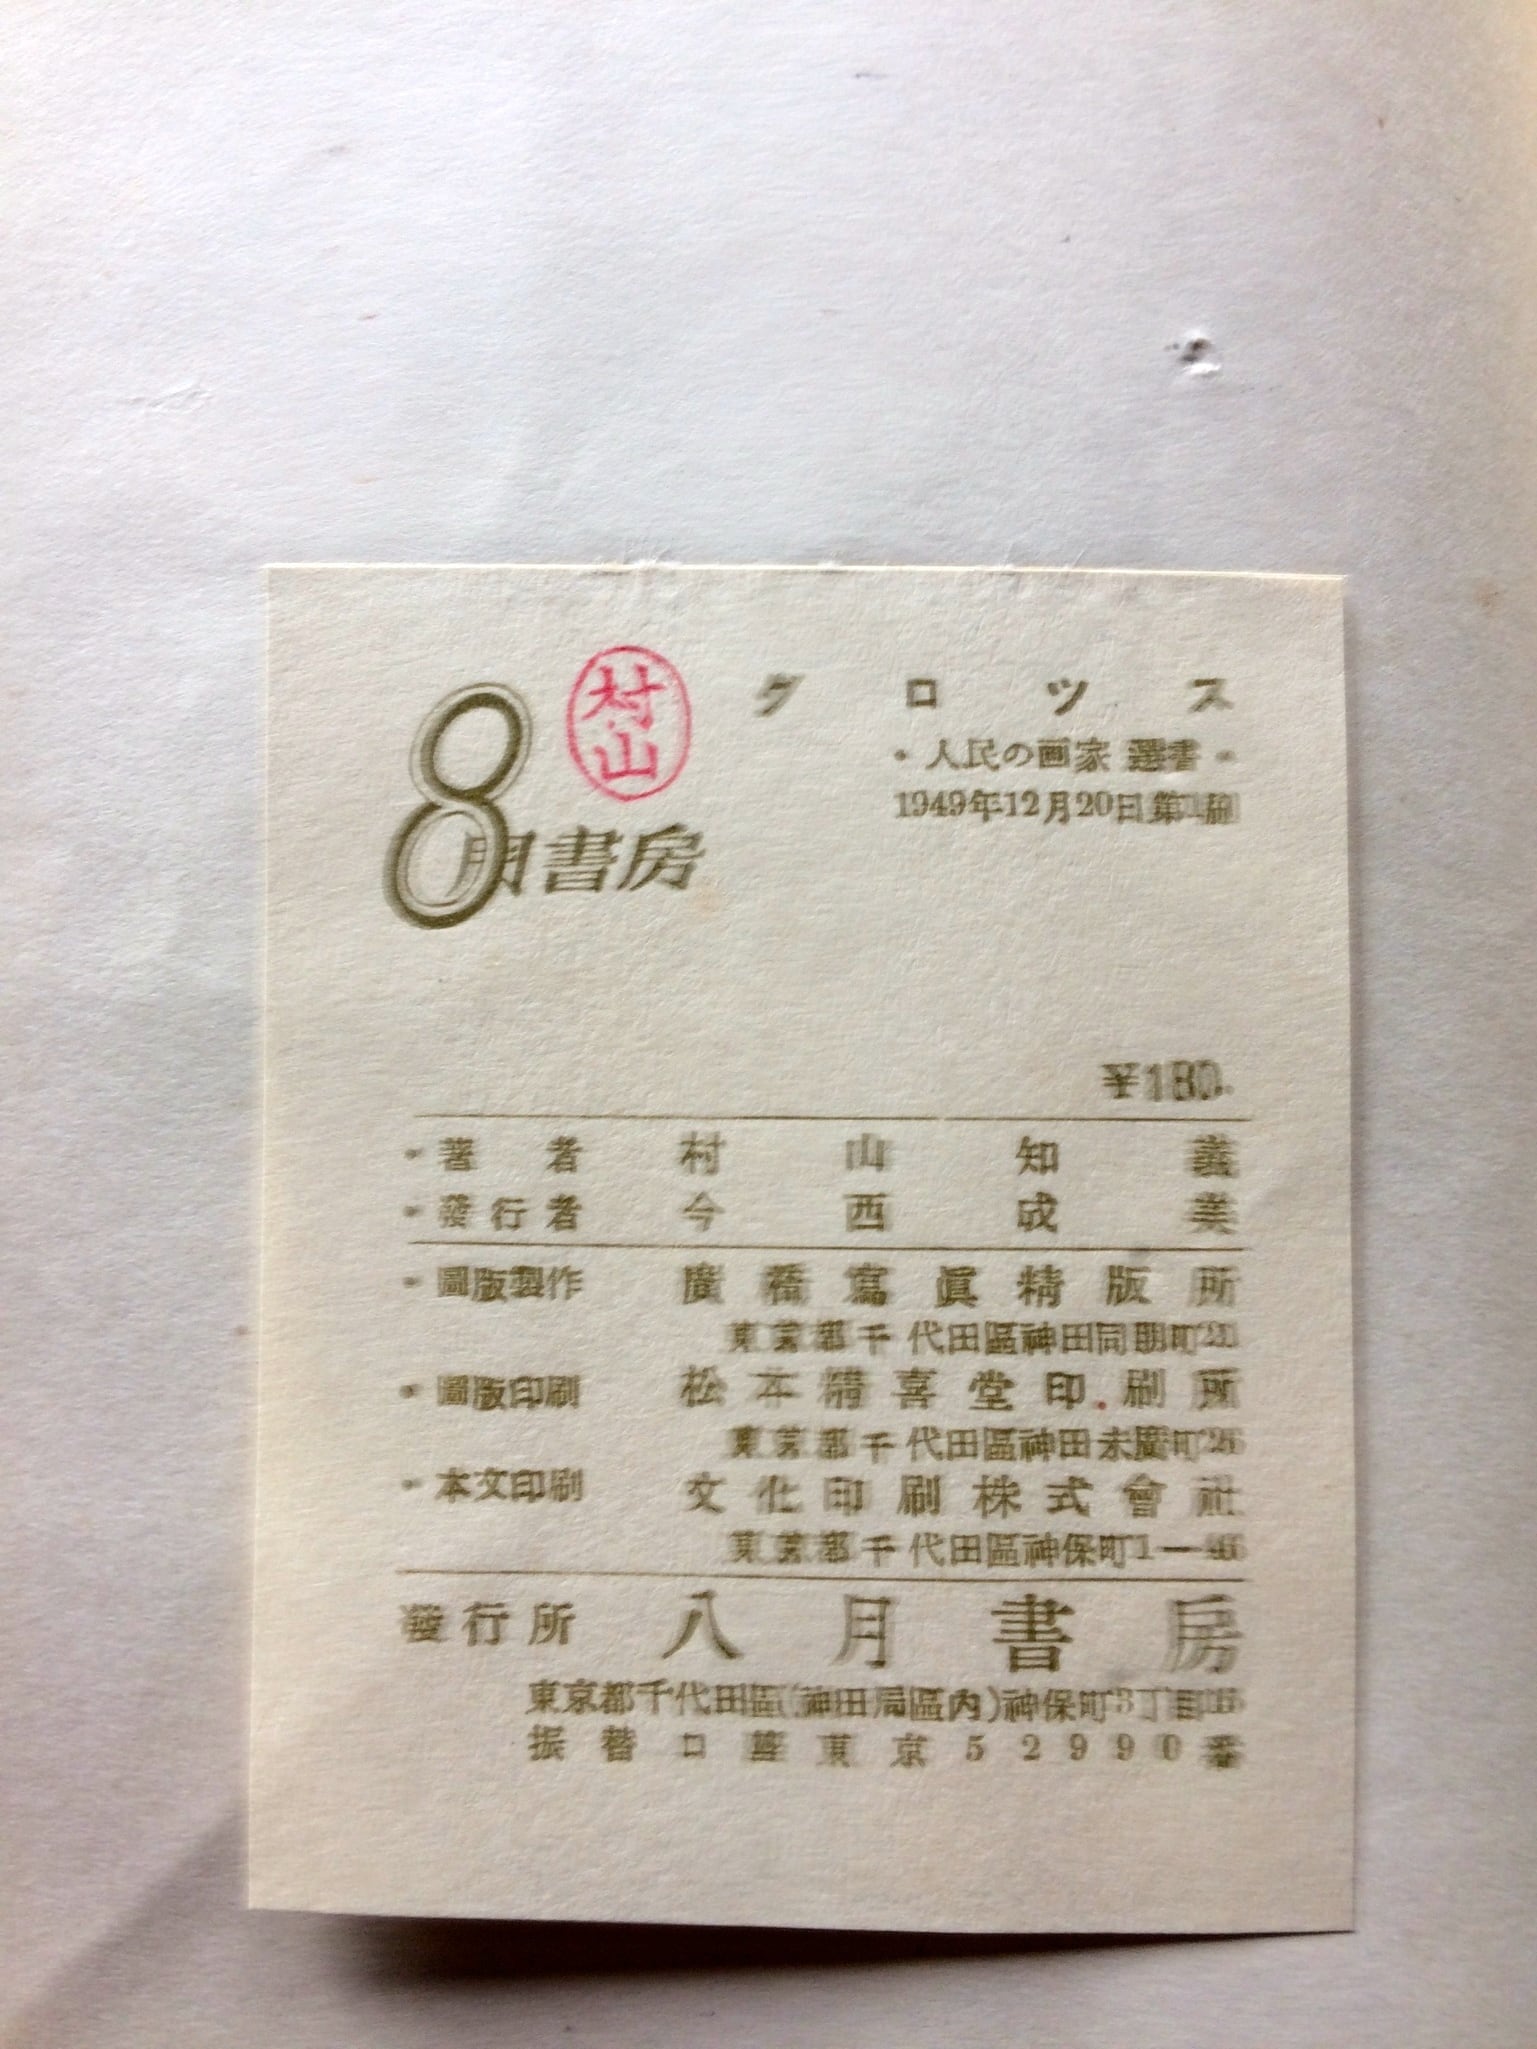 グロッス
・人民の画家 選書・
1949年12月20日第1刷
村山
8月書房
¥180.
・著者 村山知義
・發行者 今西成美
・圖版製作 廣橋寫眞精版所
東京都千代田區神田同朋町20
・圖版印刷 松本精喜堂印刷所
東京都千代田區神田末廣町26
・本文印刷 文化印刷株式會社
東京都千代田區神保町1―46
發行所 八月書房
東京都千代田區(神田局區内)神保町3丁目
振替口座東京52990番